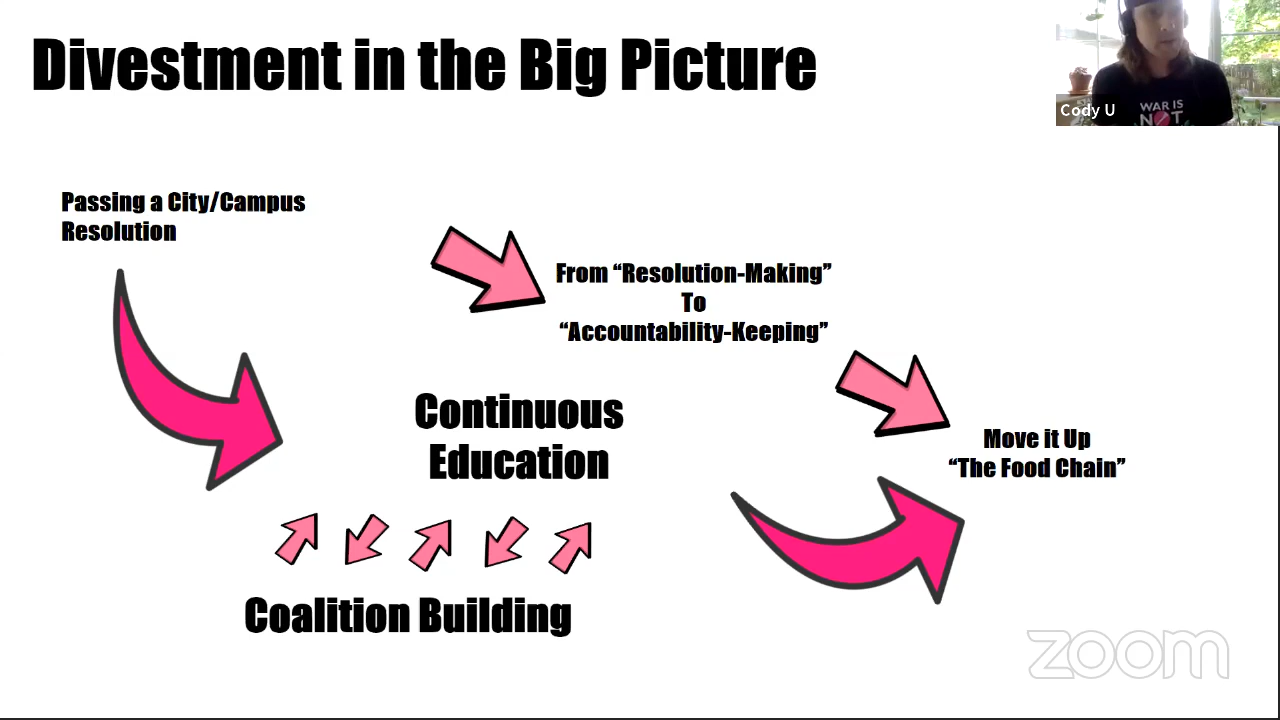 Divestment in the Big Picture
Cody U
WAR IS
NOT
Passing a City/Campus
Resolution
From “Resolution-Making”
To
“Accountability-Keeping”
Continuous
Education
Move it Up
“The Food Chain”
Coalition Building
zoom